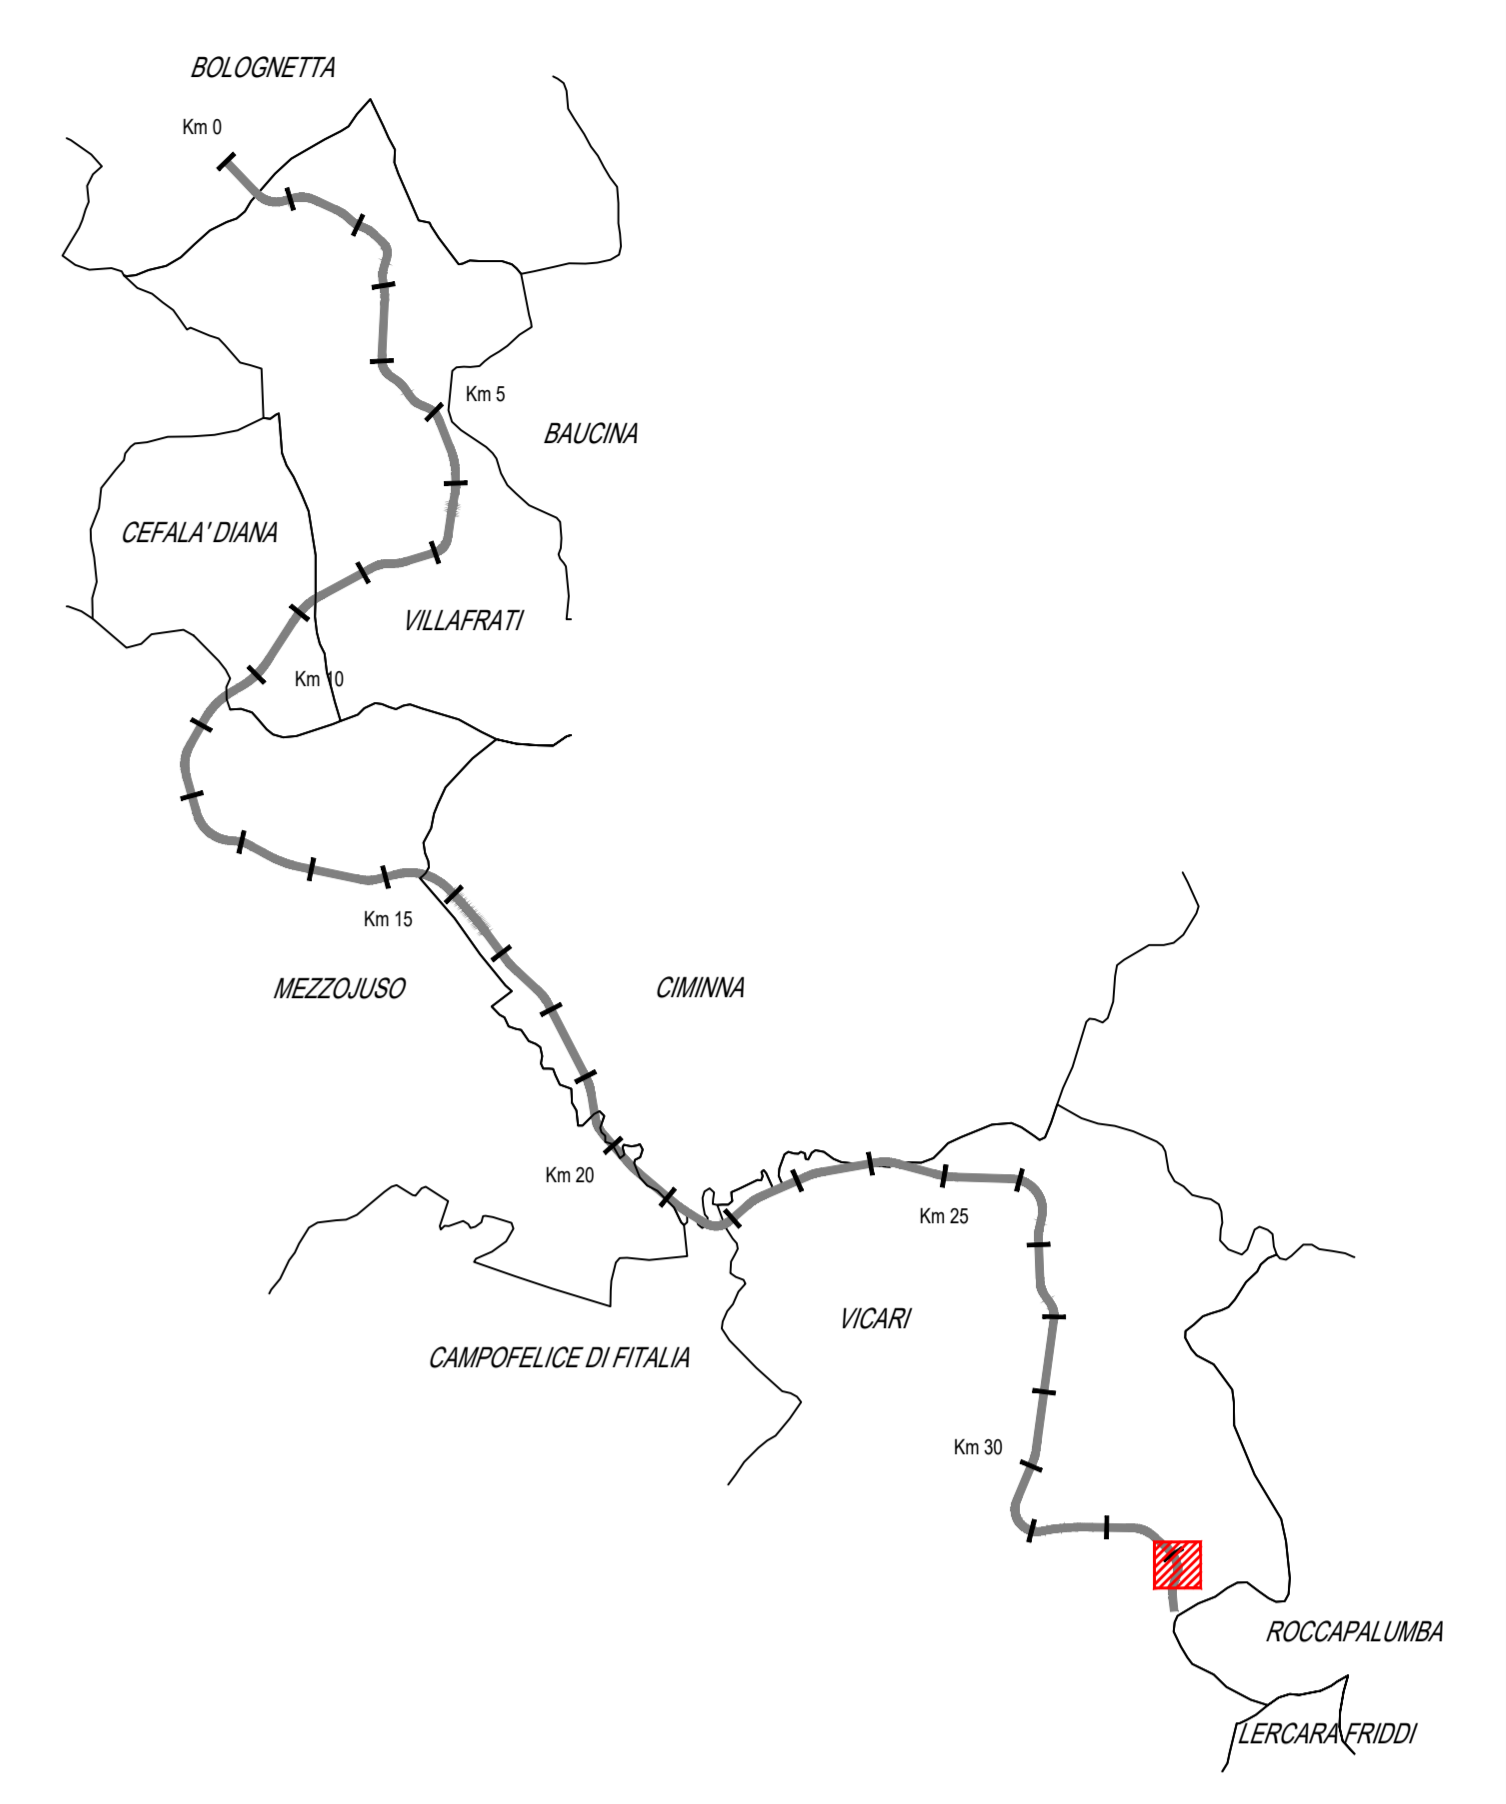 BOLOGNETTA
Km 0
Km 5
BAUCINA
CEFALA' DIANA
VILLAFRATI
Km 10
Km 15
MEZZOJUSO
CIMINNA
Km 20
Km 25
VICARI
CAMPOFELICE DI FITALIA
Km 30
ROCCAPALUMBA
LERCARA FRIDDI